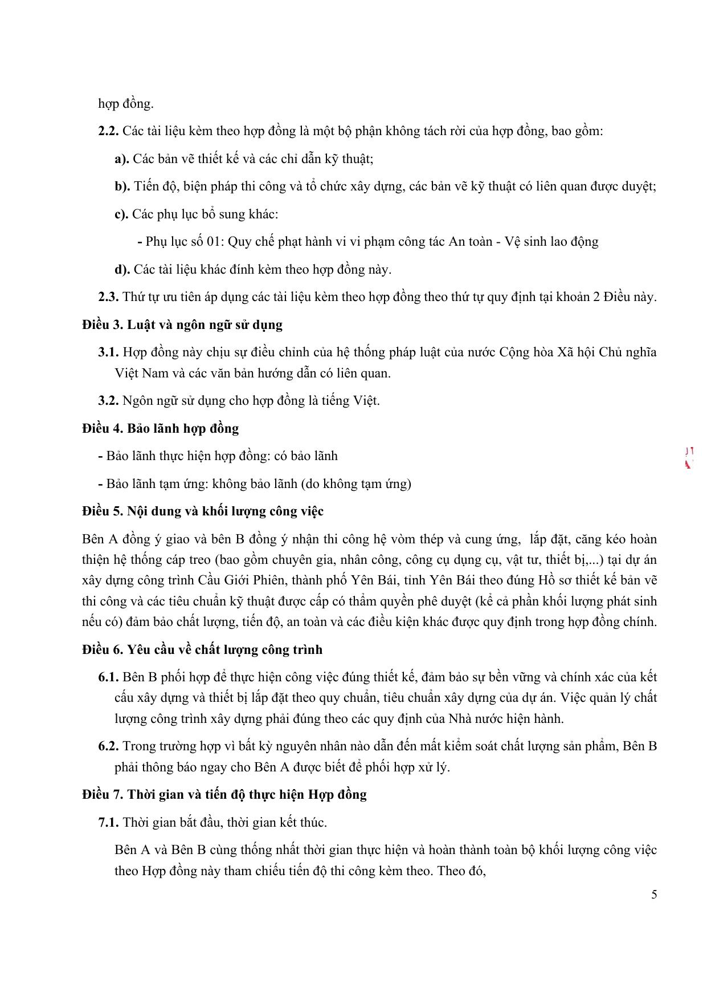 hợp đồng.
2.2. Các tài liệu kèm theo hợp đồng là một bộ phận không tách rời của hợp đồng, bao gồm:
a). Các bản vẽ thiết kế và các chỉ dẫn kỹ thuật;
b). Tiến độ, biện pháp thi công và tổ chức xây dựng, các bản vẽ kỹ thuật có liên quan được duyệt;
c). Các phụ lục bổ sung khác:
- Phụ lục số 01: Quy chế phạt hành vi vi phạm công tác An toàn - Vệ sinh lao động
d). Các tài liệu khác đính kèm theo hợp đồng này.
2.3. Thứ tự ưu tiên áp dụng các tài liệu kèm theo hợp đồng theo thứ tự quy định tại khoản 2 Điều này.
Điều 3. Luật và ngôn ngữ sử dụng
3.1. Hợp đồng này chịu sự điều chỉnh của hệ thống pháp luật của nước Cộng hòa Xã hội Chủ nghĩa
Việt Nam và các văn bản hướng dẫn có liên quan.
3.2. Ngôn ngữ sử dụng cho hợp đồng là tiếng Việt.
Điều 4. Bảo lãnh hợp đồng
- Bảo lãnh thực hiện hợp đồng: có bảo lãnh
- Bảo lãnh tạm ứng: không bảo lãnh (do không tạm ứng)
Điều 5. Nội dung và khối lượng công việc
Bên A đồng ý giao và bên B đồng ý nhận thi công hệ vòm thép và cung ứng, lắp đặt, căng kéo hoàn
thiện hệ thống cáp treo (bao gồm chuyên gia, nhân công, công cụ dụng cụ, vật tư, thiết bị,...) tại dự án
xây dựng công trình Cầu Giới Phiên, thành phố Yên Bái, tỉnh Yên Bái theo đúng Hồ sơ thiết kế bản vẽ
thi công và các tiêu chuẩn kỹ thuật được cấp có thẩm quyền phê duyệt (kể cả phần khối lượng phát sinh
nếu có) đảm bảo chất lượng, tiến độ, an toàn và các điều kiện khác được quy định trong hợp đồng chính.
Điều 6. Yêu cầu về chất lượng công trình
6.1. Bên B phối hợp để thực hiện công việc đúng thiết kế, đảm bảo sự bền vững và chính xác của kết
cấu xây dựng và thiết bị lắp đặt theo quy chuẩn, tiêu chuẩn xây dựng của dự án. Việc quản lý chất
lượng công trình xây dựng phải đúng theo các quy định của Nhà nước hiện hành.
6.2. Trong trường hợp vì bất kỳ nguyên nhân nào dẫn đến mất kiểm soát chất lượng sản phẩm, Bên B
phải thông báo ngay cho Bên A được biết để phối hợp xử lý.
Điều 7. Thời gian và tiến độ thực hiện Hợp đồng
7.1. Thời gian bắt đầu, thời gian kết thúc.
Bên A và Bên B cùng thống nhất thời gian thực hiện và hoàn thành toàn bộ khối lượng công việc
theo Hợp đồng này tham chiếu tiến độ thi công kèm theo. Theo đó,
5